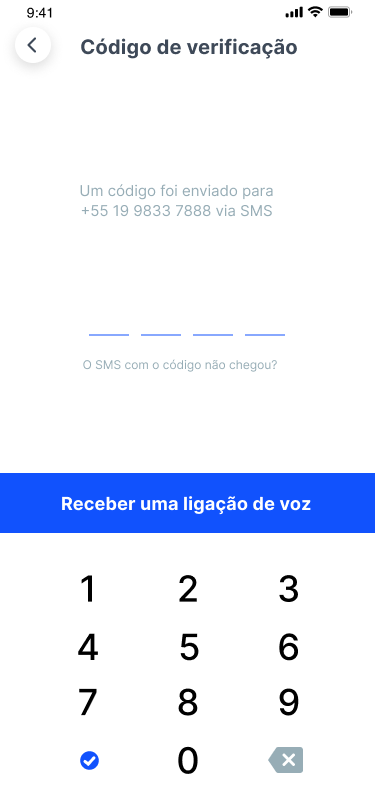 9:41
Código de verificação
Um código foi enviado para
+55 19 9833 7888 via SMS
O SMS com o código não chegou?
Receber uma ligação de voz
1 2 3
4 5 6
7 8 9
0